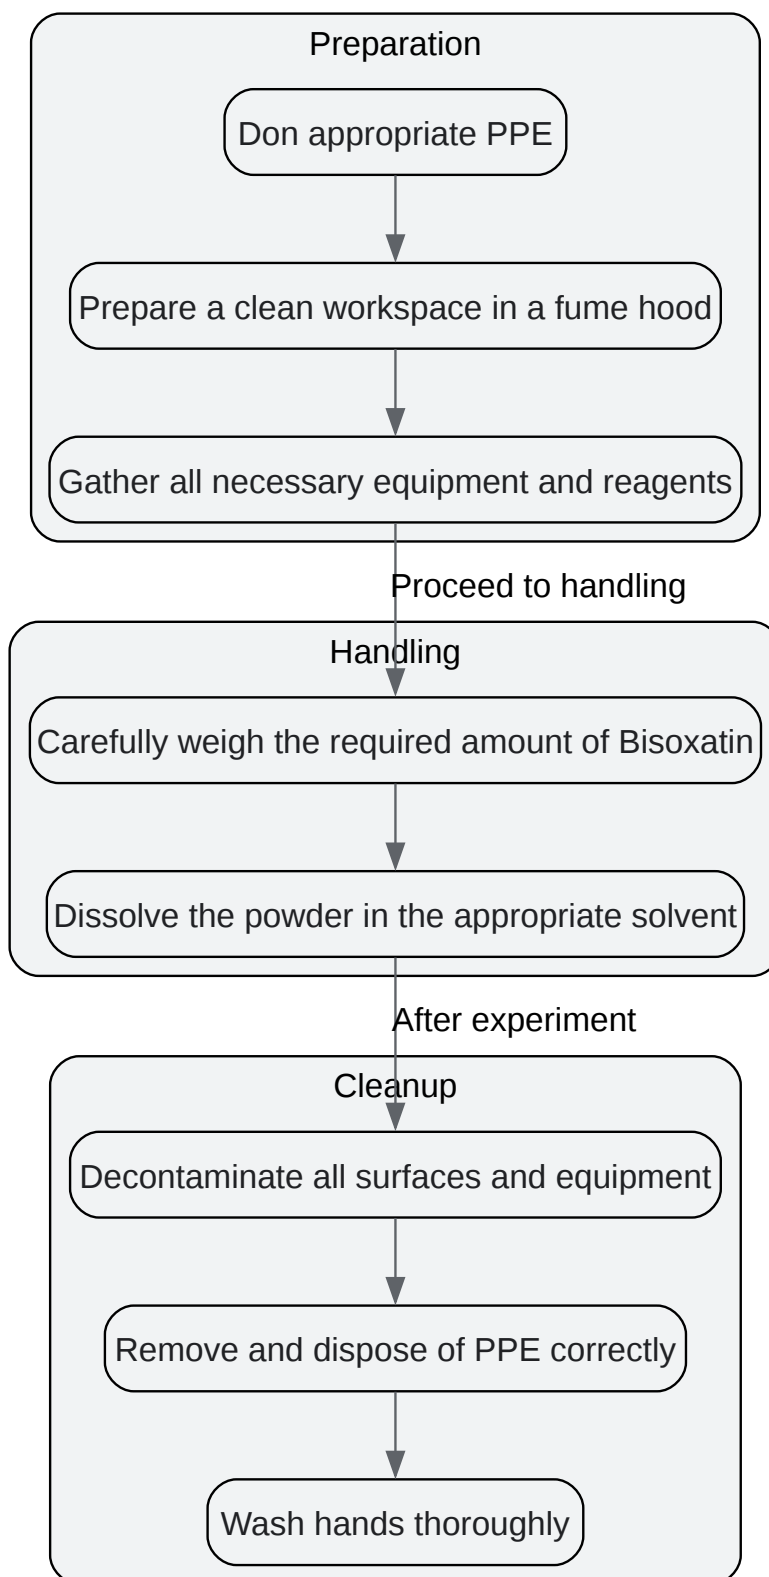 Preparation
Don appropriate PPE
Prepare a clean workspace in a fume hood
Gather all necessary equipment and reagents
Proceed to handling
Handling
Carefully weigh the required amount of Bisoxatin
Dissolve the powder in the appropriate solvent
After experiment
Cleanup
Decontaminate all surfaces and equipment
Remove and dispose of PPE correctly
Wash hands thoroughly